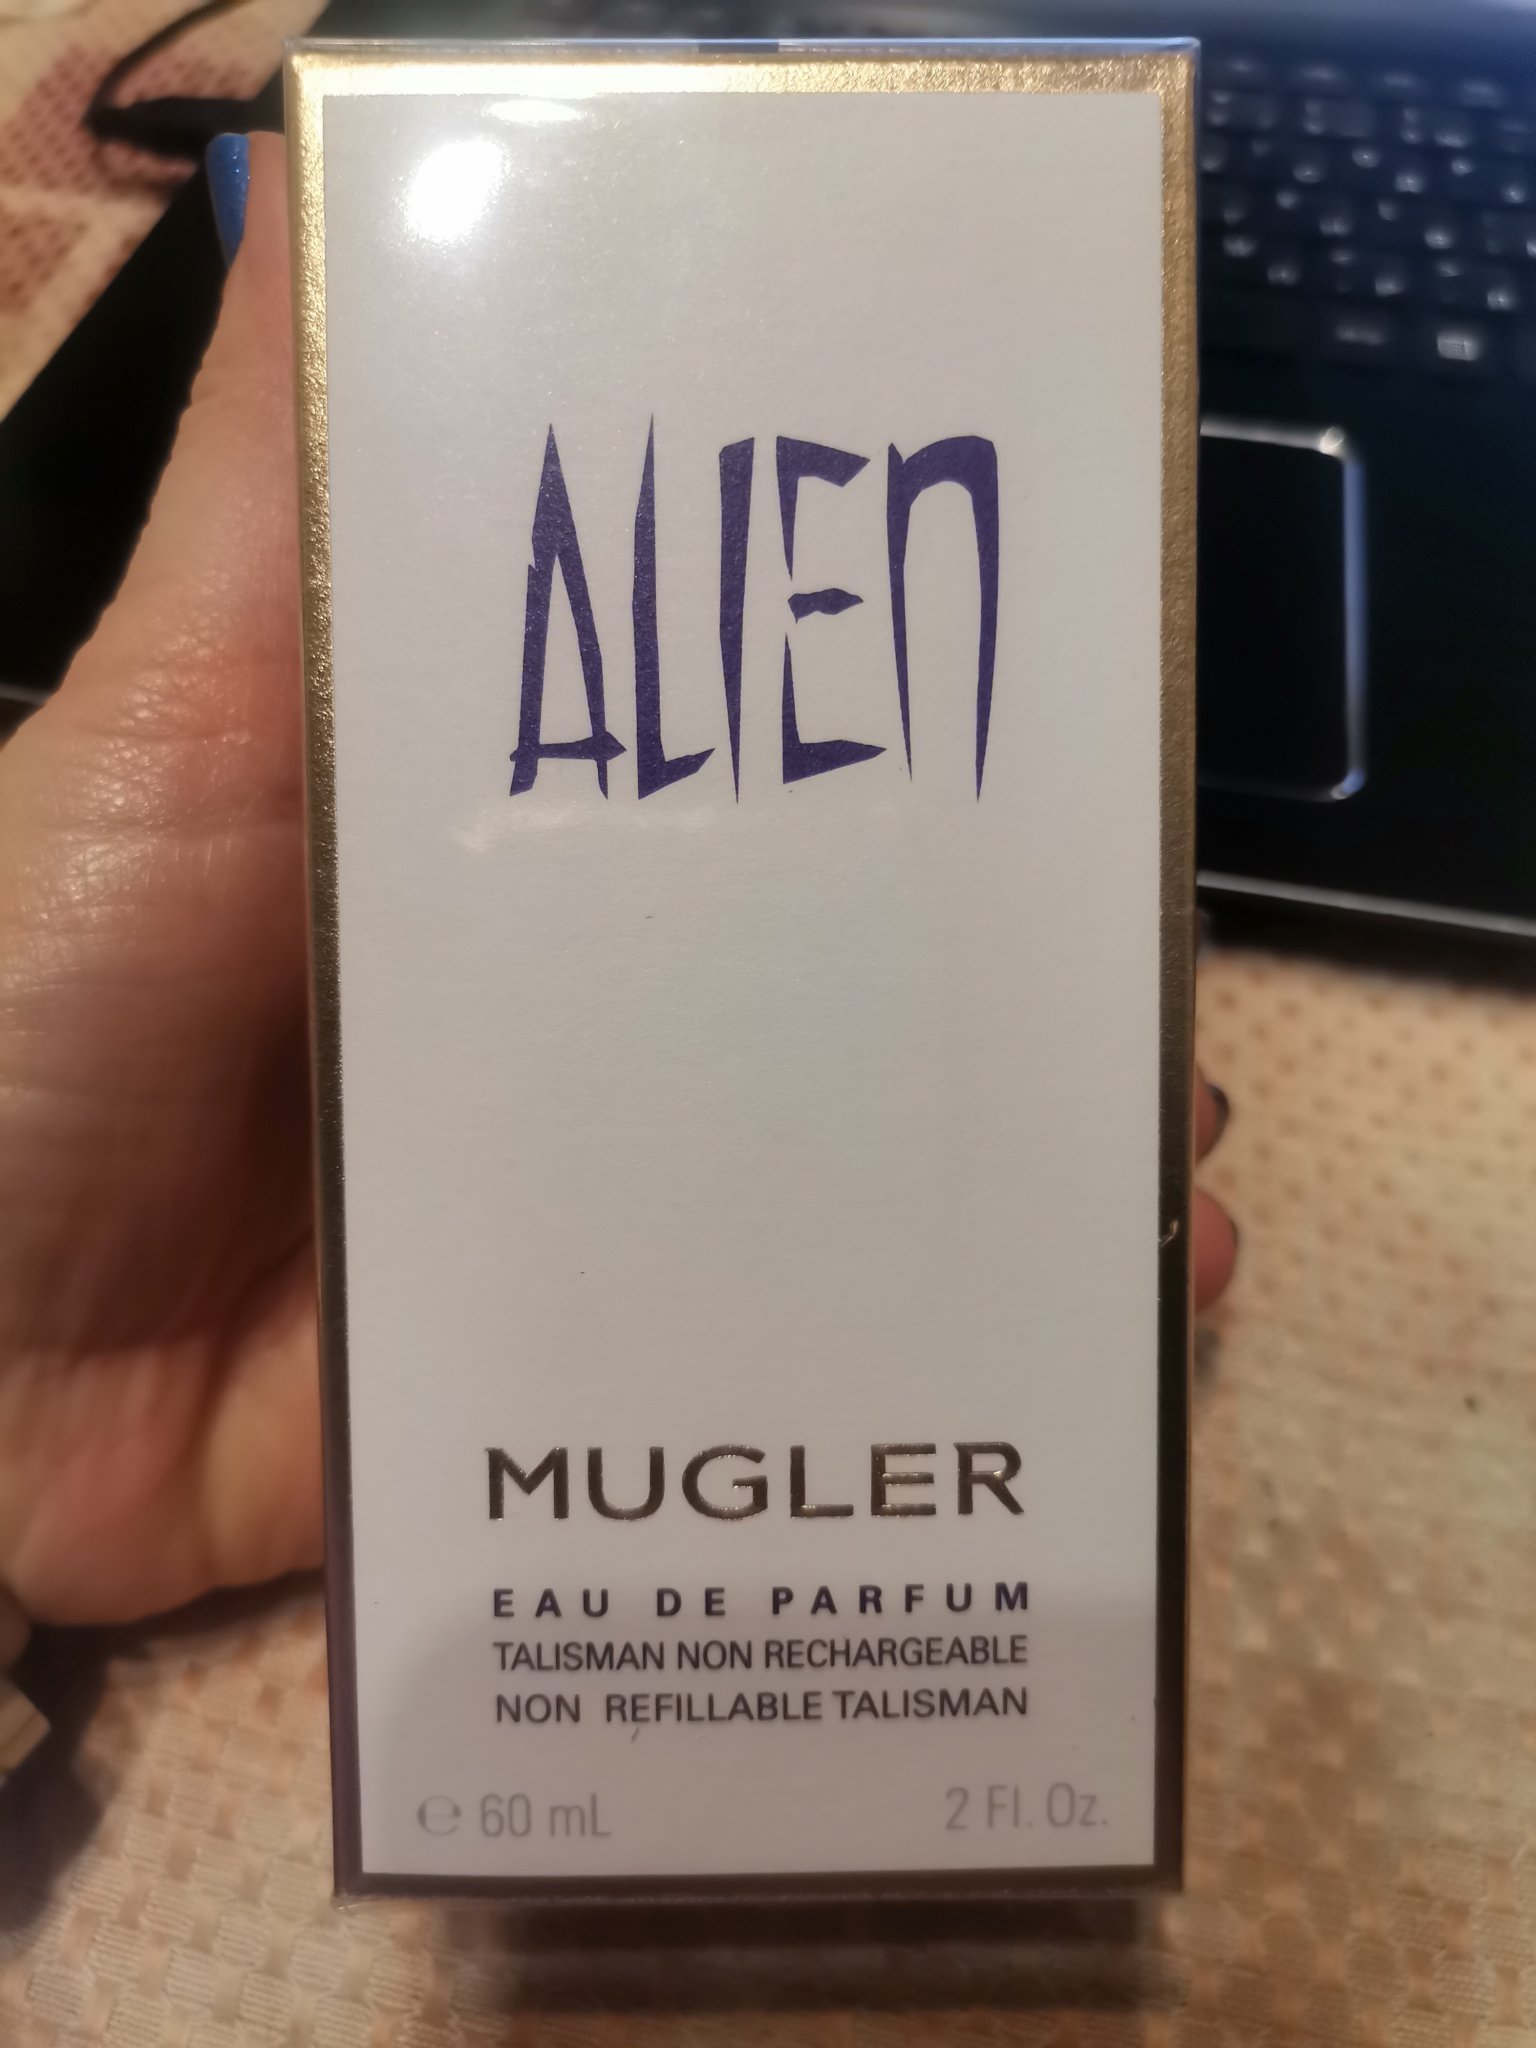 ALIEN
MUGLER
EAU DE PARFUM
TALISMAN NON RECHARGEABLE
NON REFILLABLE TALISMAN
℮ 60 mL 2 Fl. Oz.